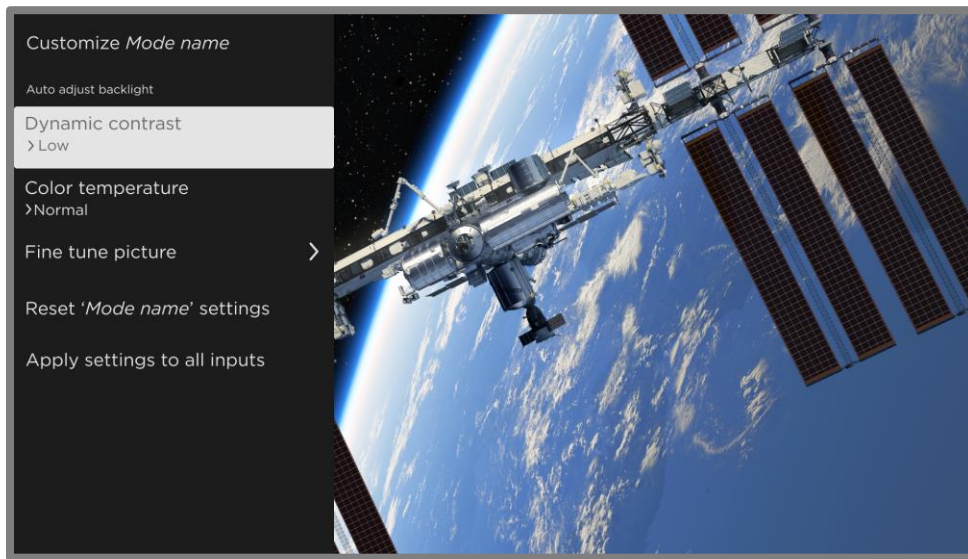 Customize Mode name
Auto adjust backlight
Dynamic contrast
> Low
Color temperature
>Normal
Fine tune picture >
Reset ‘Mode name’ settings
Apply settings to all inputs